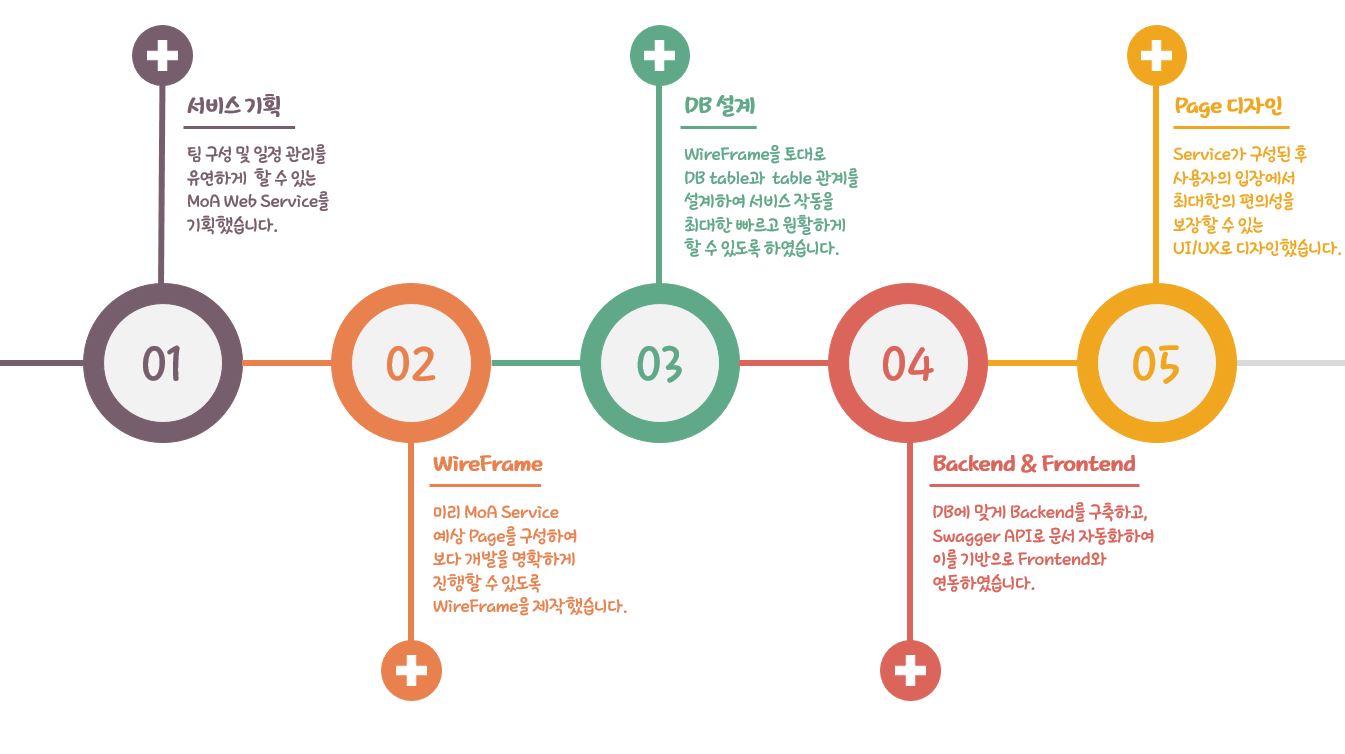 01
서비스 기획
팀 구성 및 일정 관리를
유연하게 할 수 있는
MoA Web Service를
기획했습니다.
02
WireFrame
미리 MoA Service
예상 Page를 구성하여
보다 개발을 명확하게
진행할 수 있도록
WireFrame을 제작했습니다.
03
DB 설계
WireFrame을 토대로
DB table과 table 관계를
설계하여 서비스 작동을
최대한 빠르고 원활하게
할 수 있도록 하였습니다.
04
Backend & Frontend
DB에 맞게 Backend를 구축하고,
Swagger API로 문서 자동화하여
이를 기반으로 Frontend와
연동하였습니다.
05
Page 디자인
Service가 구성된 후
사용자의 입장에서
최대한의 편의성을
보장할 수 있는
UI/UX로 디자인했습니다.